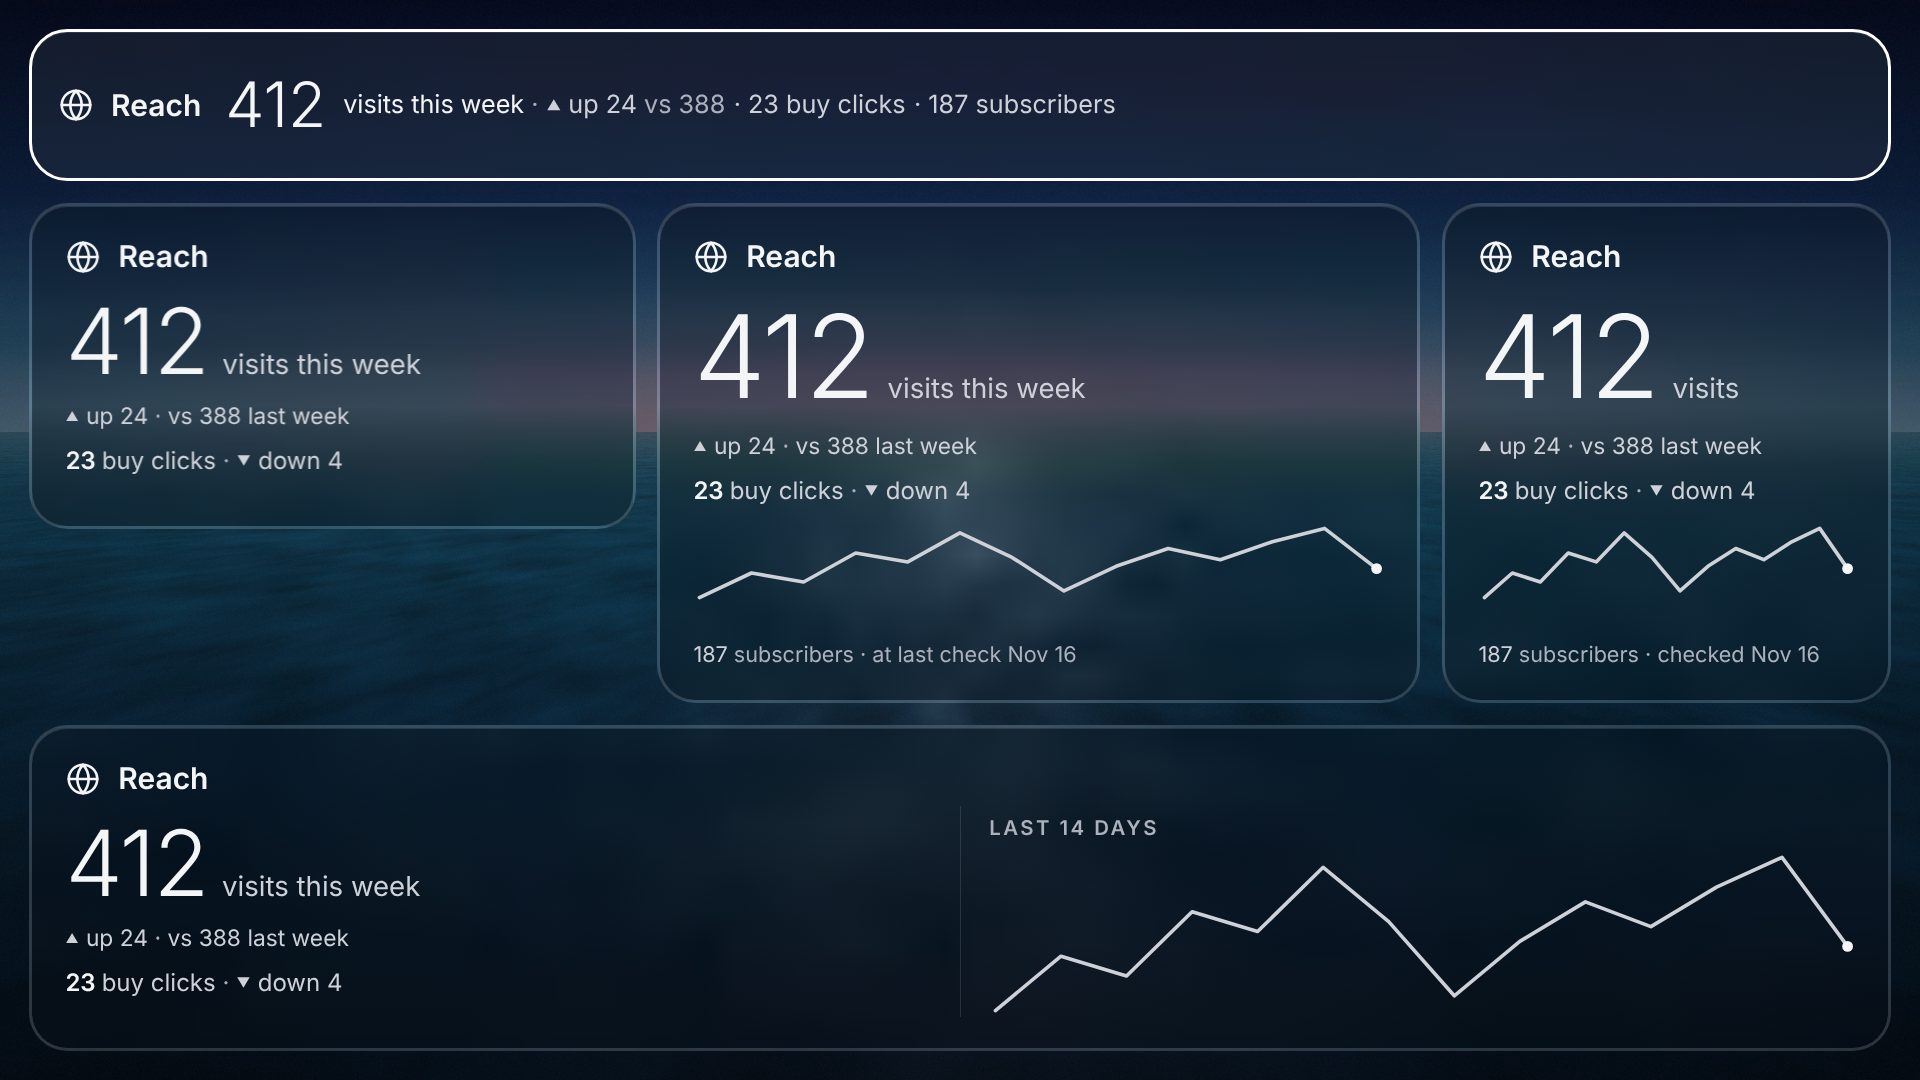 Reach 412 visits this week · ▲ up 24 vs 388 · 23 buy clicks · 187 subscribers
Reach
412 visits this week
▲ up 24 · vs 388 last week
23 buy clicks · ▼ down 4
Reach
412 visits this week
▲ up 24 · vs 388 last week
23 buy clicks · ▼ down 4
187 subscribers · at last check Nov 16
Reach
412 visits
▲ up 24 · vs 388 last week
23 buy clicks · ▼ down 4
187 subscribers · checked Nov 16
Reach
412 visits this week
▲ up 24 · vs 388 last week
23 buy clicks · ▼ down 4
LAST 14 DAYS